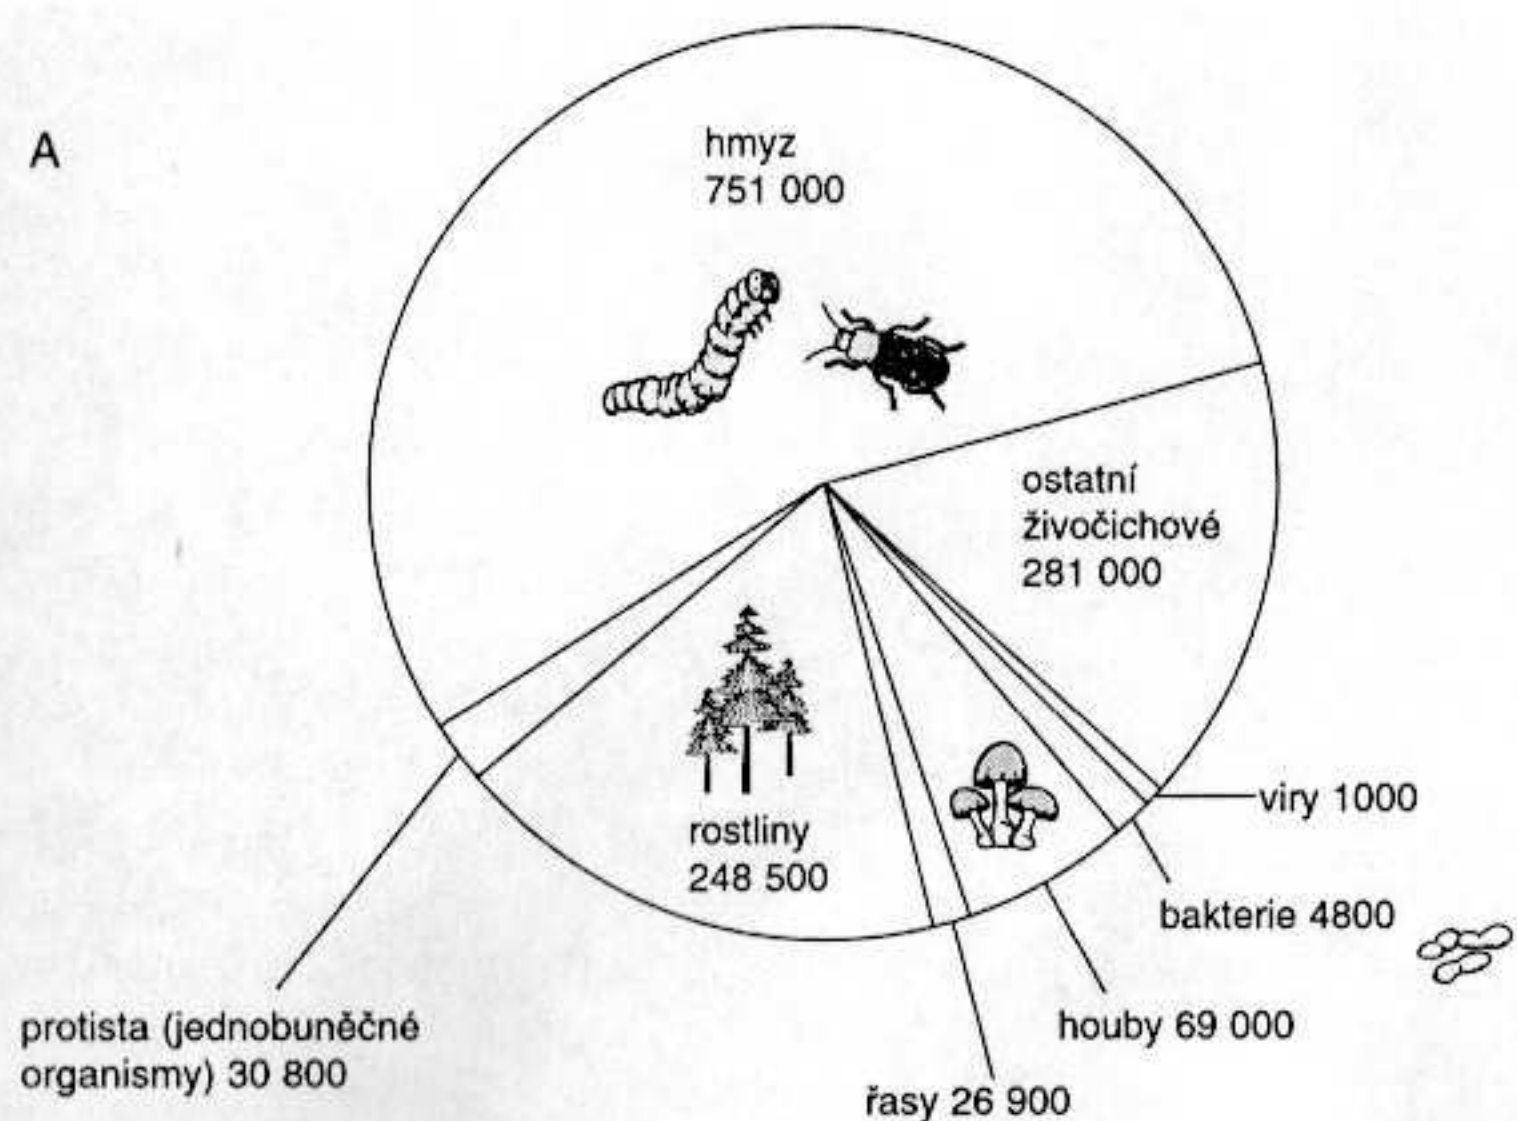 A
hmyz
751 000
ostatní
živočichové
281 000
viry 1000
bakterie 4800
houby 69 000
řasy 26 900
rostliny
248 500
protista (jednobuněčné
organismy) 30 800